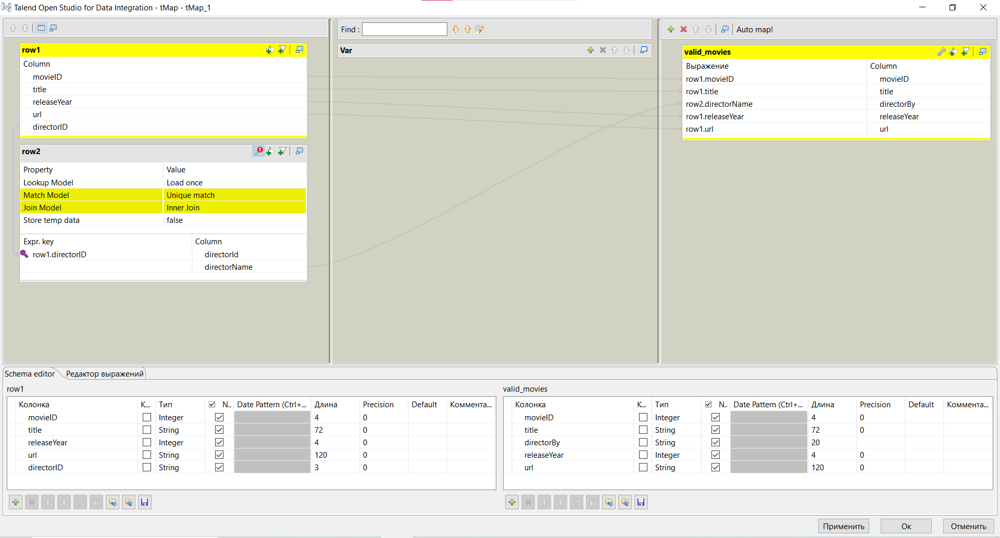 Talend Open Studio for Data Integration - tMap - tMap_1
Find :
Auto map!
row1
Column
movieID
title
releaseYear
url
directorID
row2
2
Property Value
Lookup Model Load once
Match Model Unique match
Join Model Inner Join
Store temp data false
Expr. key Column
row1.directorID directorId
directorName
Var
valid_movies
Выражение Column
row1.movieID movieID
row1.title title
row2.directorName directorBy
row1.releaseYear releaseYear
row1.url url
Schema editor Редактор выражений
row1
Колонка К... Тип N.. Date Pattern (Ctrl+... Длина Precision Default Коммента...
movieID Integer 4 0
title String 72 0
releaseYear Integer 4 0
url String 120 0
directorID String 3 0
valid_movies
Колонка К... Тип N.. Date Pattern (Ctrl+... Длина Precision Default Коммента...
movieID Integer 4 0
title String 72 0
directorBy String 20
releaseYear Integer 4 0
url String 120 0
Применить Ок Отменить